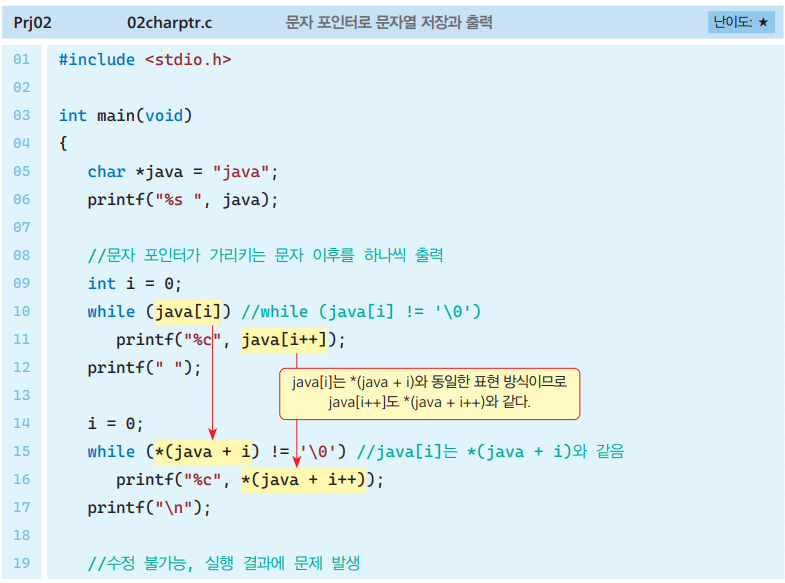 Prj02 02charptr.c 문자 포인터로 문자열 저장과 출력 난이도: ★
01 #include <stdio.h>
02
03 int main(void)
04 {
05 char *java = "java";
06 printf("%s ", java);
07
08 //문자 포인터가 가리키는 문자 이후를 하나씩 출력
09 int i = 0;
10 while (java[i]) //while (java[i] != '\0')
11 printf("%c", java[i++]);
12 printf(" ");
java[i]는 *(java + i)와 동일한 표현 방식이므로
java[i++]도 *(java + i++)와 같다.
13
14 i = 0;
15 while (*(java + i) != '\0') //java[i]는 *(java + i)와 같음
16 printf("%c", *(java + i++));
17 printf("\n");
18
19 //수정 불가능, 실행 결과에 문제 발생